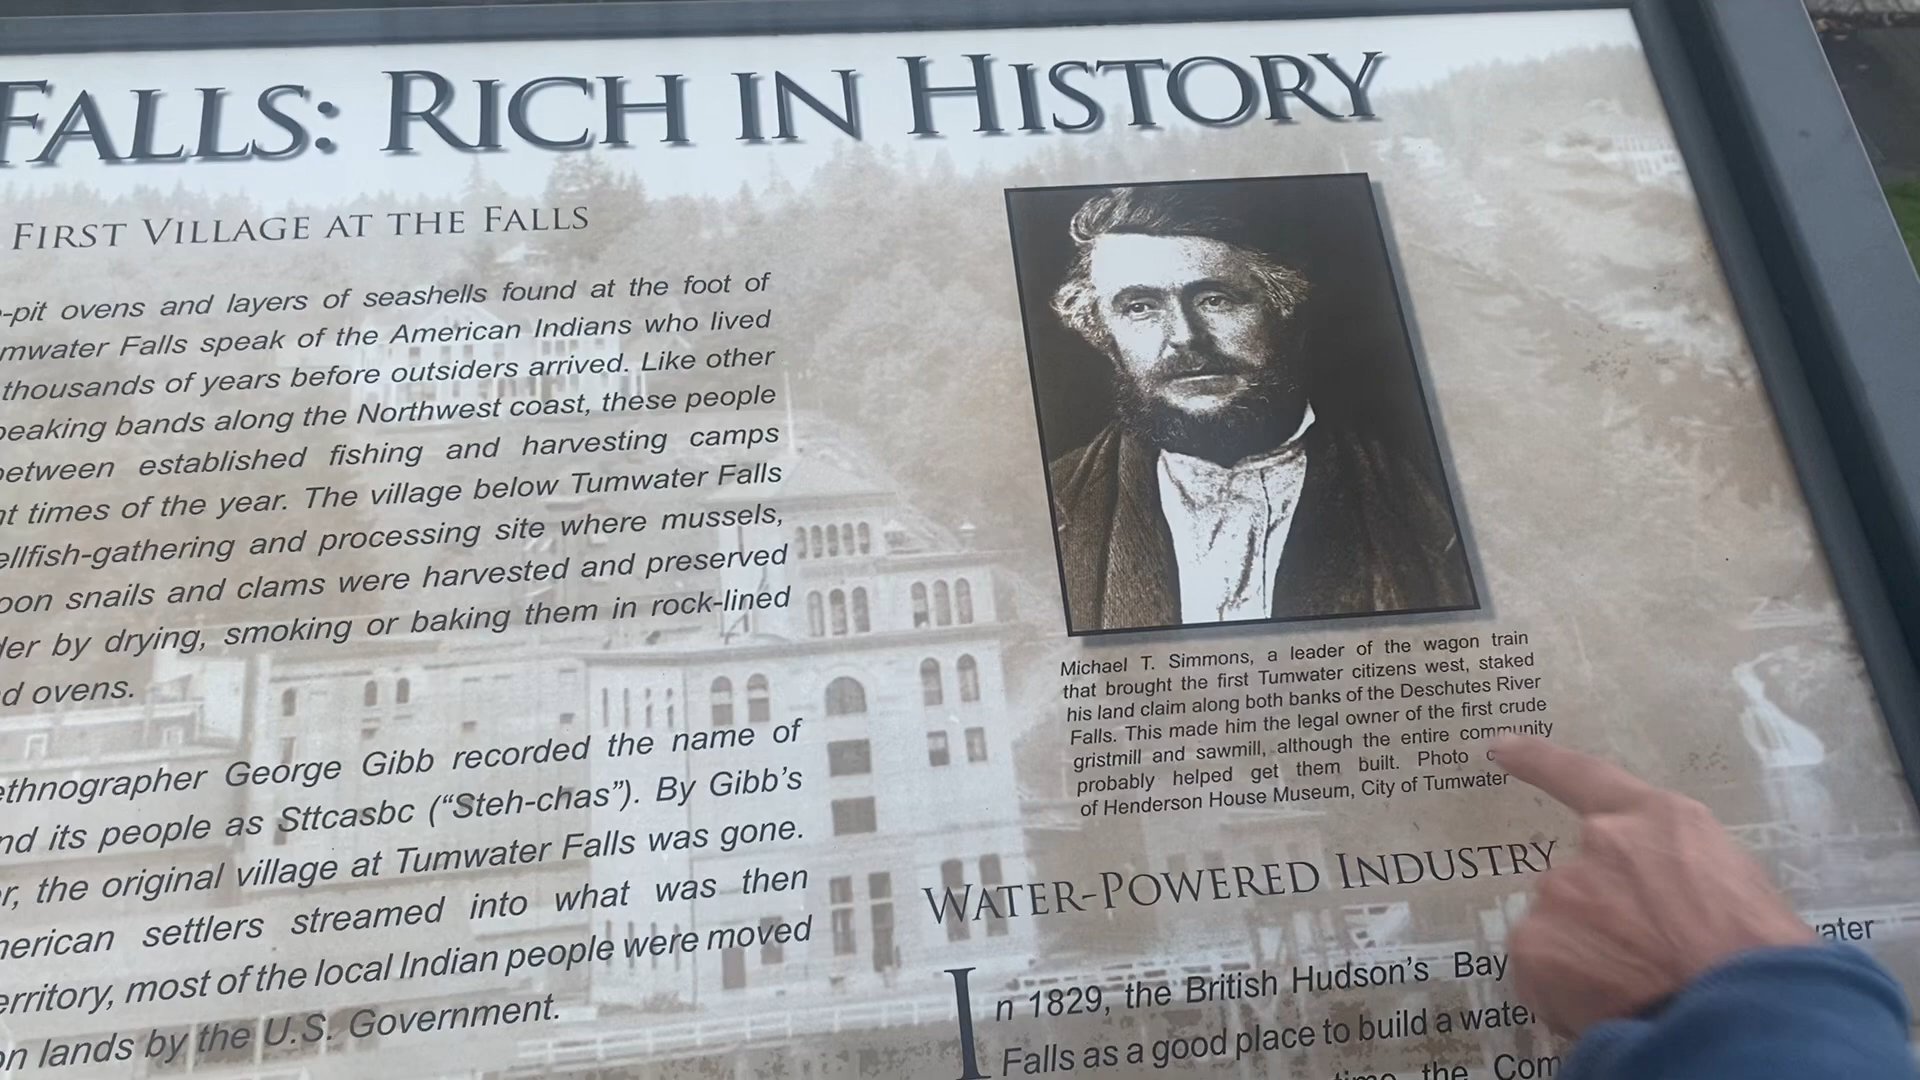 FALLS: RICH IN HISTORY
FIRST VILLAGE AT THE FALLS
-pit ovens and layers of seashells found at the foot of
mwater Falls speak of the American Indians who lived
thousands of years before outsiders arrived. Like other
peaking bands along the Northwest coast, these people
between established fishing and harvesting camps
nt times of the year. The village below Tumwater Falls
ellfish-gathering and processing site where mussels,
oon snails and clams were harvested and preserved
der by drying, smoking or baking them in rock-lined
d ovens.
ethnographer George Gibb recorded the name of
nd its people as Sttcasbc (“Steh-chas”). By Gibb’s
r, the original village at Tumwater Falls was gone.
nerican settlers streamed into what was then
erritory, most of the local Indian people were moved
on lands by the U.S. Government.
Michael T. Simmons, a leader of the wagon train
that brought the first Tumwater citizens west, staked
his land claim along both banks of the Deschutes River
Falls. This made him the legal owner of the first crude
gristmill and sawmill, although the entire community
probably helped get them built. Photo
of Henderson House Museum, City of Tumwater
WATER-POWERED INDUSTRY
In 1829, the British Hudson’s Bay
ater
Falls as a good place to build a water
the Com